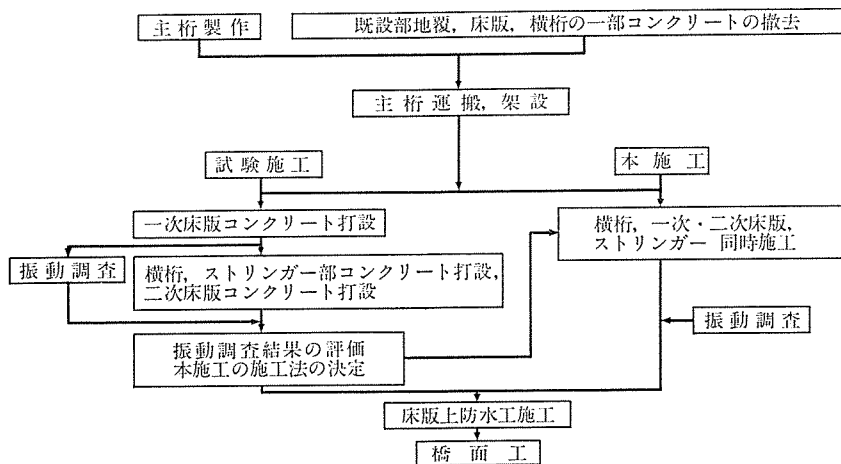 主桁製作
既設部地覆，床版，横桁の一部コンクリートの撤去
主桁運搬，架設
試験施工
本施工
一次床版コンクリート打設
横桁，一次・二次床版，
ストリンガー 同時施工
振動調査
横桁，ストリンガー部コンクリート打設，
二次床版コンクリート打設
振動調査
振動調査結果の評価
本施工の施工法の決定
床版上防水工施工
橋面工